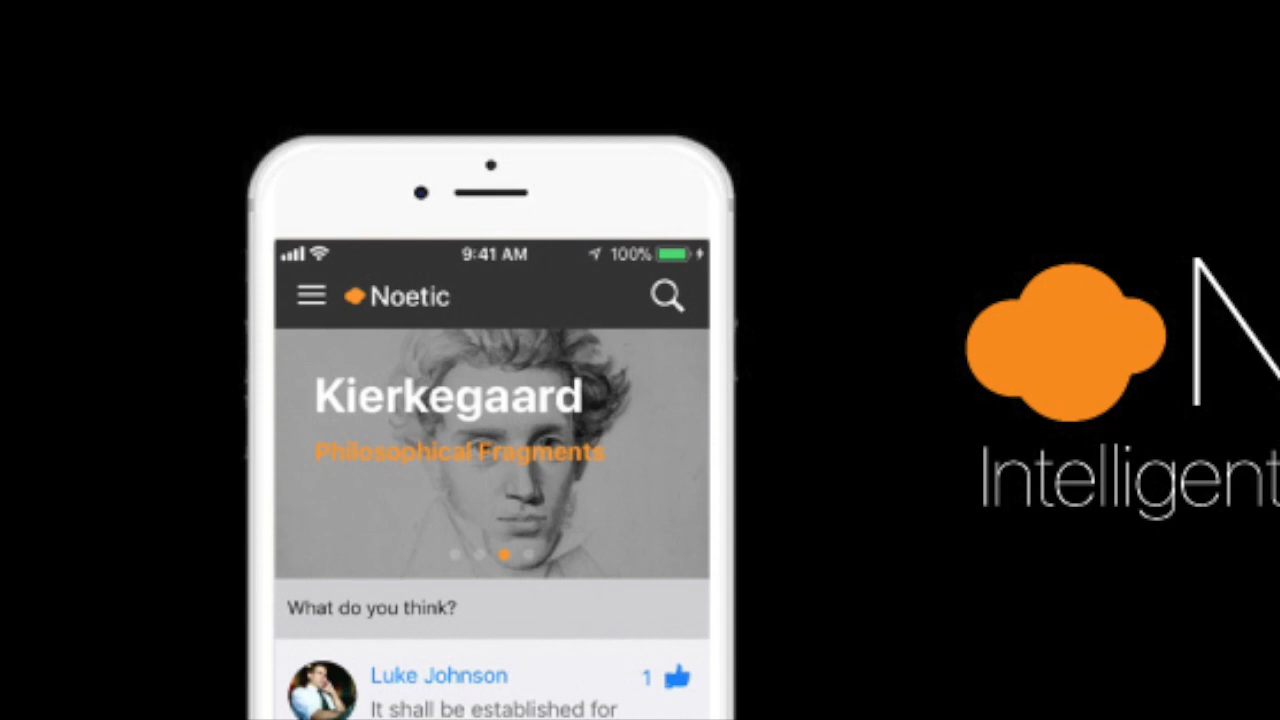 9:41 AM 100%
Noetic
Kierkegaard
Philosophical Fragments
What do you think?
Luke Johnson 1
It shall be established for
N
Intelligent